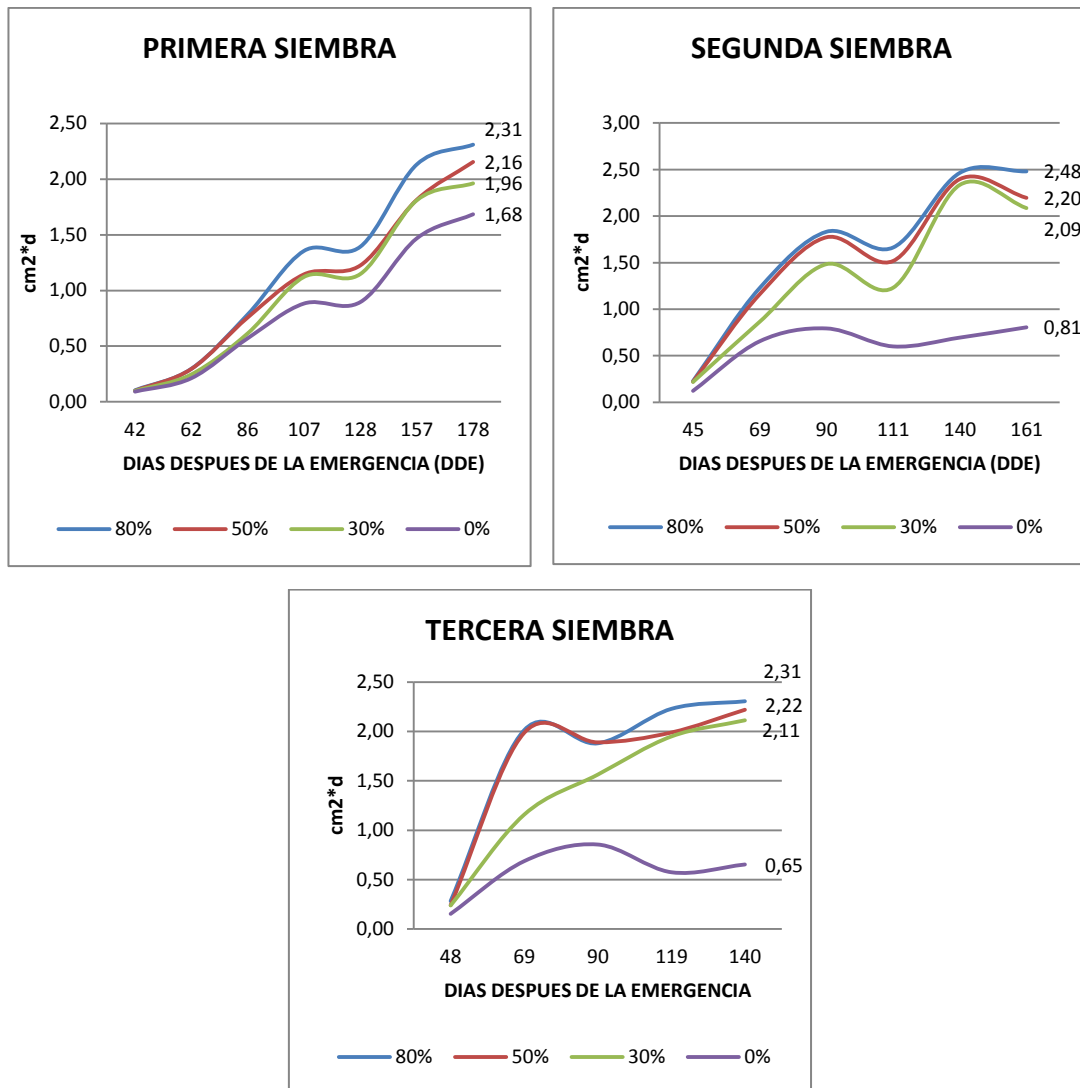 PRIMERA SIEMBRA
2,50
2,00
1,50
1,00
0,50
0,00
cm2*d
2,31
2,16
1,96
1,68
42 62 86 107 128 157 178
DIAS DESPUES DE LA EMERGENCIA (DDE)
80% 50% 30% 0%
SEGUNDA SIEMBRA
3,00
2,50
2,00
1,50
1,00
0,50
0,00
cm2*d
2,48
2,20
2,09
0,81
45 69 90 111 140 161
DIAS DESPUES DE LA EMERGENCIA (DDE)
80% 50% 30% 0%
TERCERA SIEMBRA
2,50
2,00
1,50
1,00
0,50
0,00
cm2*d
2,31
2,22
2,11
0,65
48 69 90 119 140
DIAS DESPUES DE LA EMERGENCIA
80% 50% 30% 0%